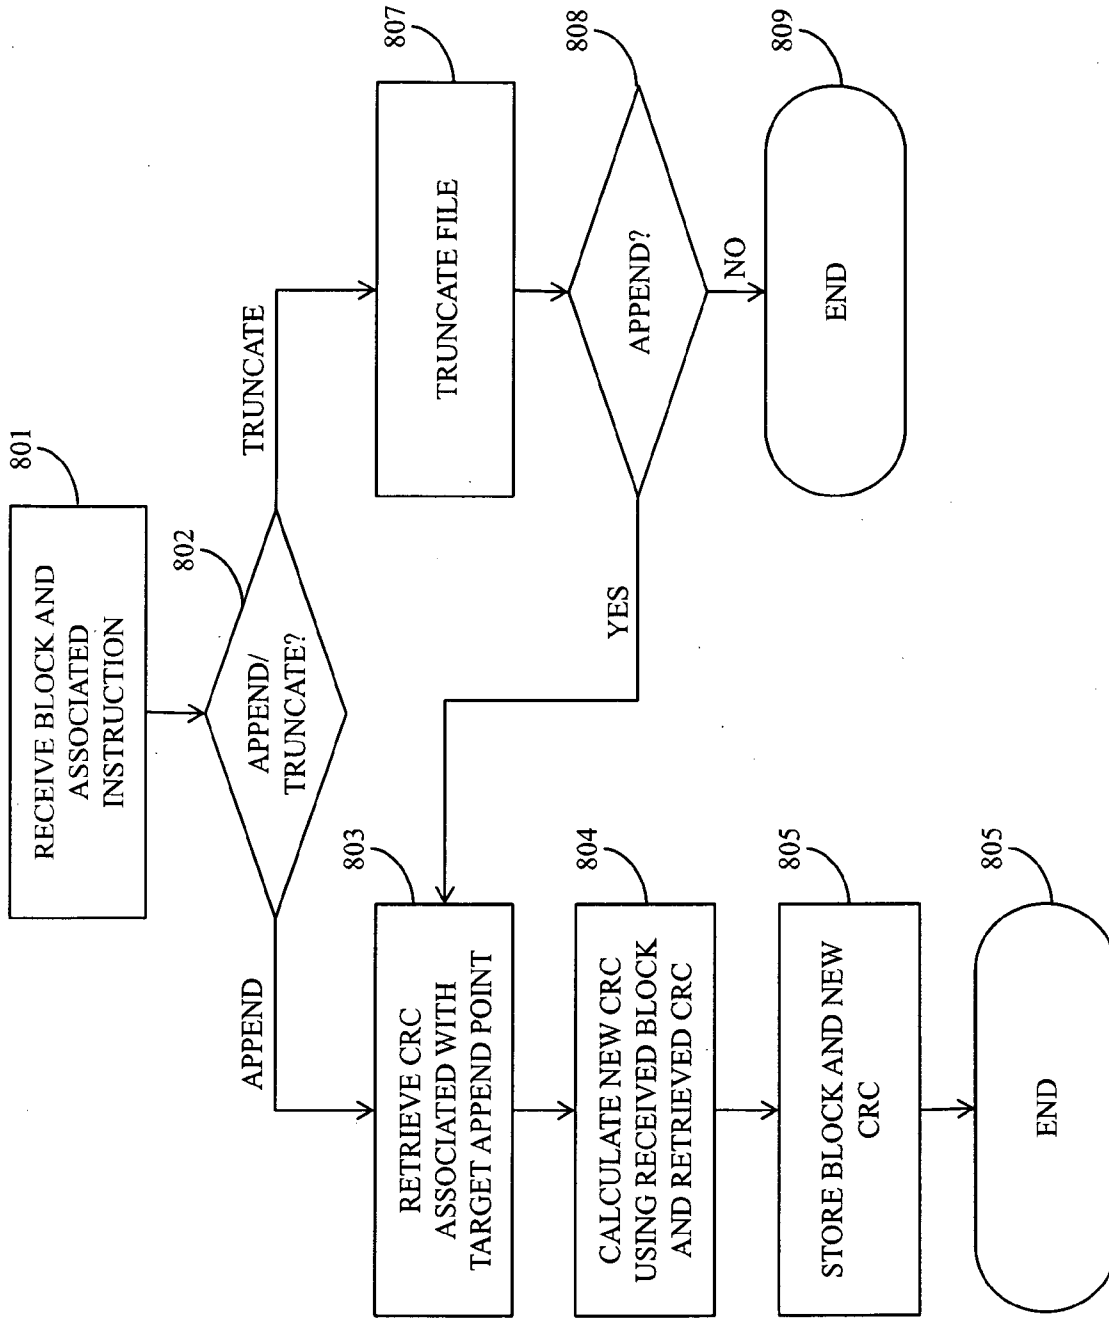 801
RECEIVE BLOCK AND
ASSOCIATED
INSTRUCTION
802
APPEND/
TRUNCATE?
APPEND
TRUNCATE
803
RETRIEVE CRC
ASSOCIATED WITH
TARGET APPEND POINT
804
CALCULATE NEW CRC
USING RECEIVED BLOCK
AND RETRIEVED CRC
805
STORE BLOCK AND NEW
CRC
805
END
807
TRUNCATE FILE
808
APPEND?
YES
NO
809
END